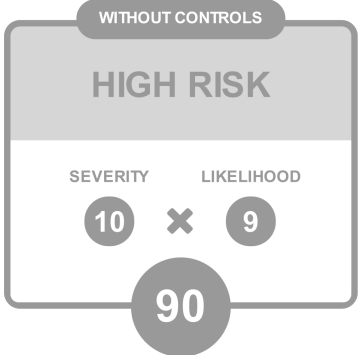 WITHOUT CONTROLS
HIGH RISK
SEVERITY LIKELIHOOD
10 ✖ 9
90